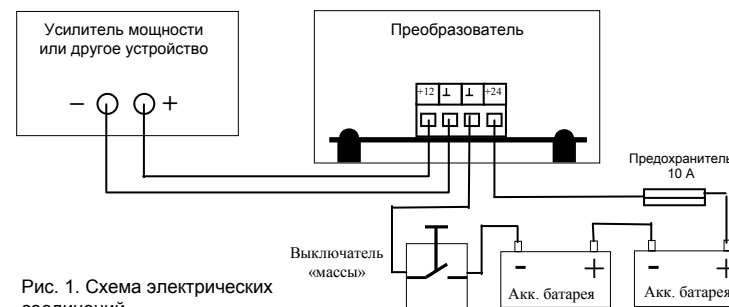 Усилитель мощности
или другое устройство
– +
Преобразователь
+12 ⊥ ⊥ +24
Предохранитель
10 А
Выключатель
«массы»
- +
Акк. батарея
- +
Акк. батарея
Рис. 1. Схема электрических
соединений